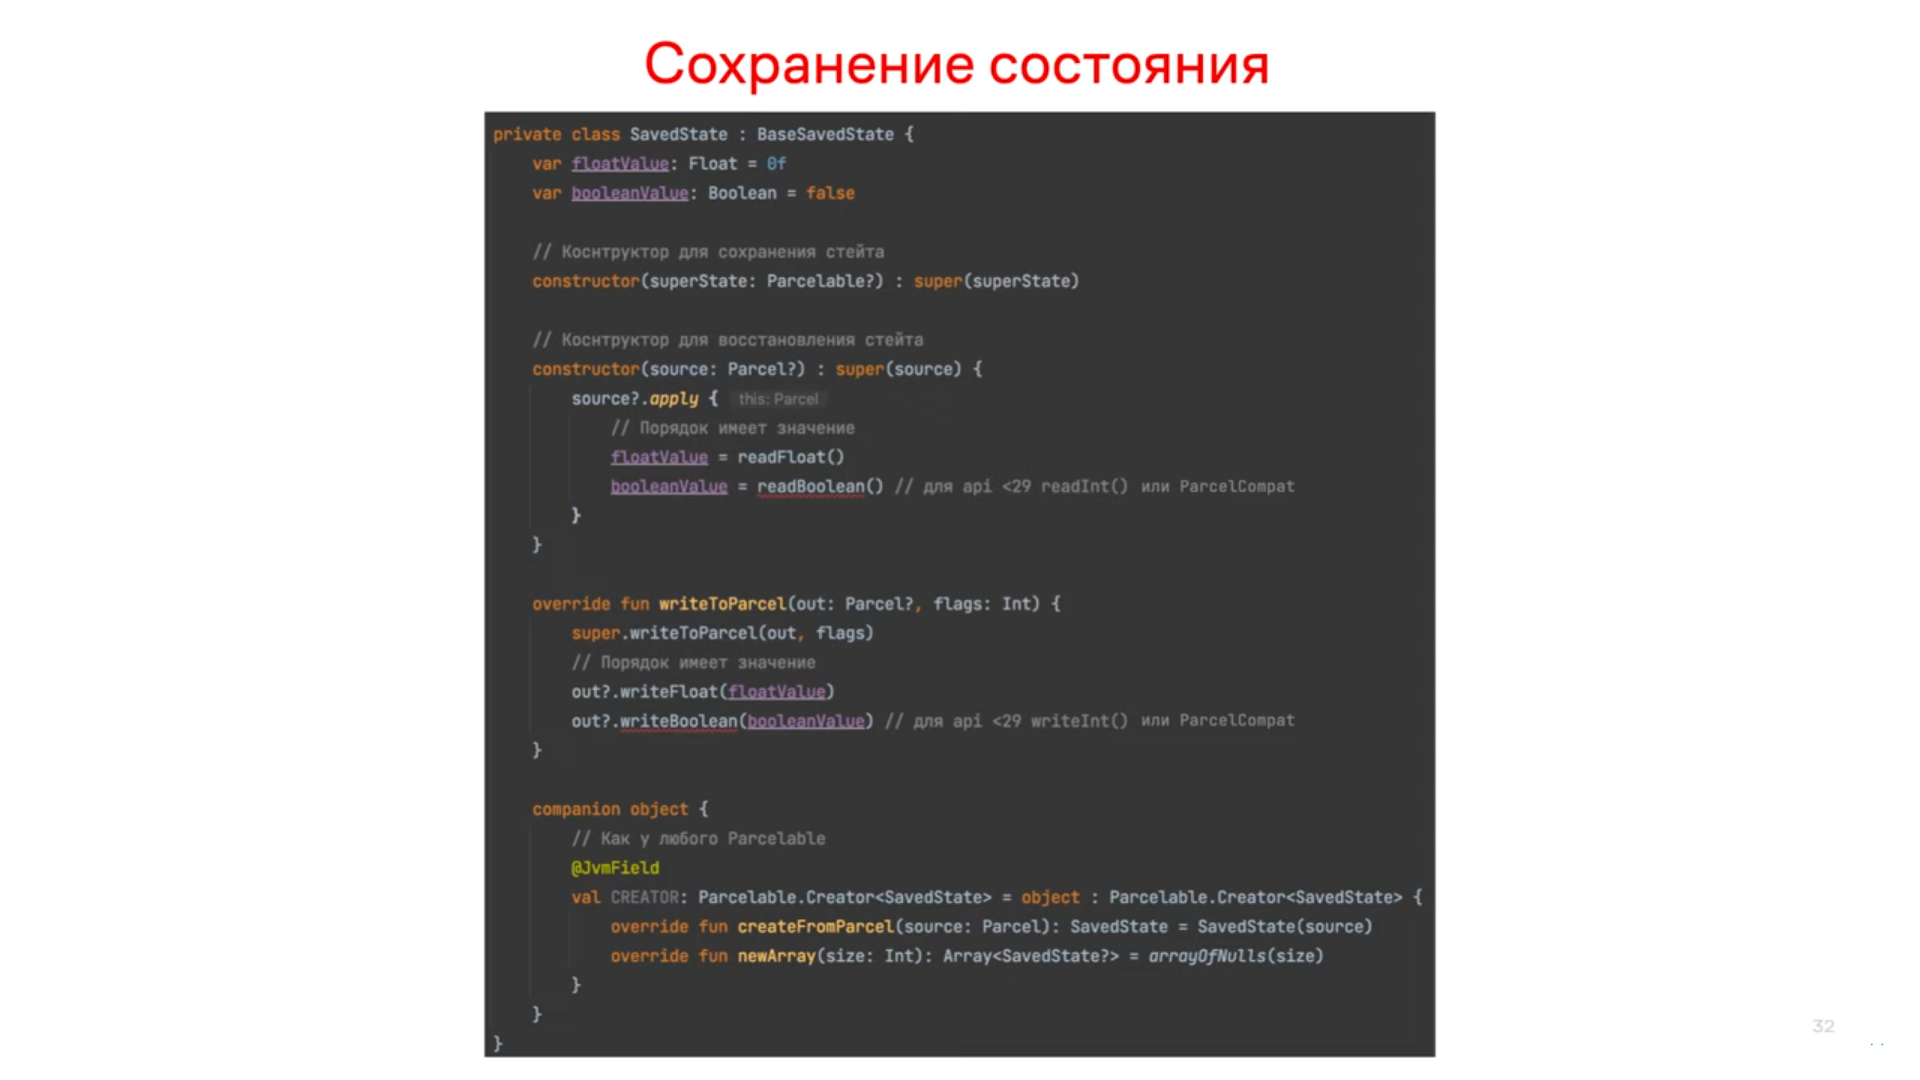 Сохранение состояния
private class SavedState : BaseSavedState {
var floatValue: Float = 0f
var booleanValue: Boolean = false
// Коснтруктор для сохранения стейта
constructor(superState: Parcelable?) : super(superState)
// Коснтруктор для восстановления стейта
constructor(source: Parcel?) : super(source) {
source?.apply { this: Parcel
// Порядок имеет значение
floatValue = readFloat()
booleanValue = readBoolean() // для api <29 readInt() или ParcelCompat
}
}
override fun writeToParcel(out: Parcel?, flags: Int) {
super.writeToParcel(out, flags)
// Порядок имеет значение
out?.writeFloat(floatValue)
out?.writeBoolean(booleanValue) // для api <29 writeInt() или ParcelCompat
}
companion object {
// Как у любого Parcelable
@JvmField
val CREATOR: Parcelable.Creator<SavedState> = object : Parcelable.Creator<SavedState> {
override fun createFromParcel(source: Parcel): SavedState = SavedState(source)
override fun newArray(size: Int): Array<SavedState?> = arrayOfNulls(size)
}
}
}
32